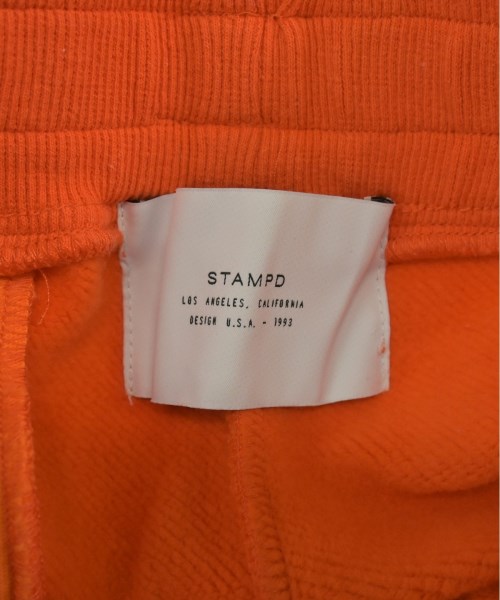 STAMPD
LOS ANGELES, CALIFORNIA
DESIGN U.S.A. - 1993